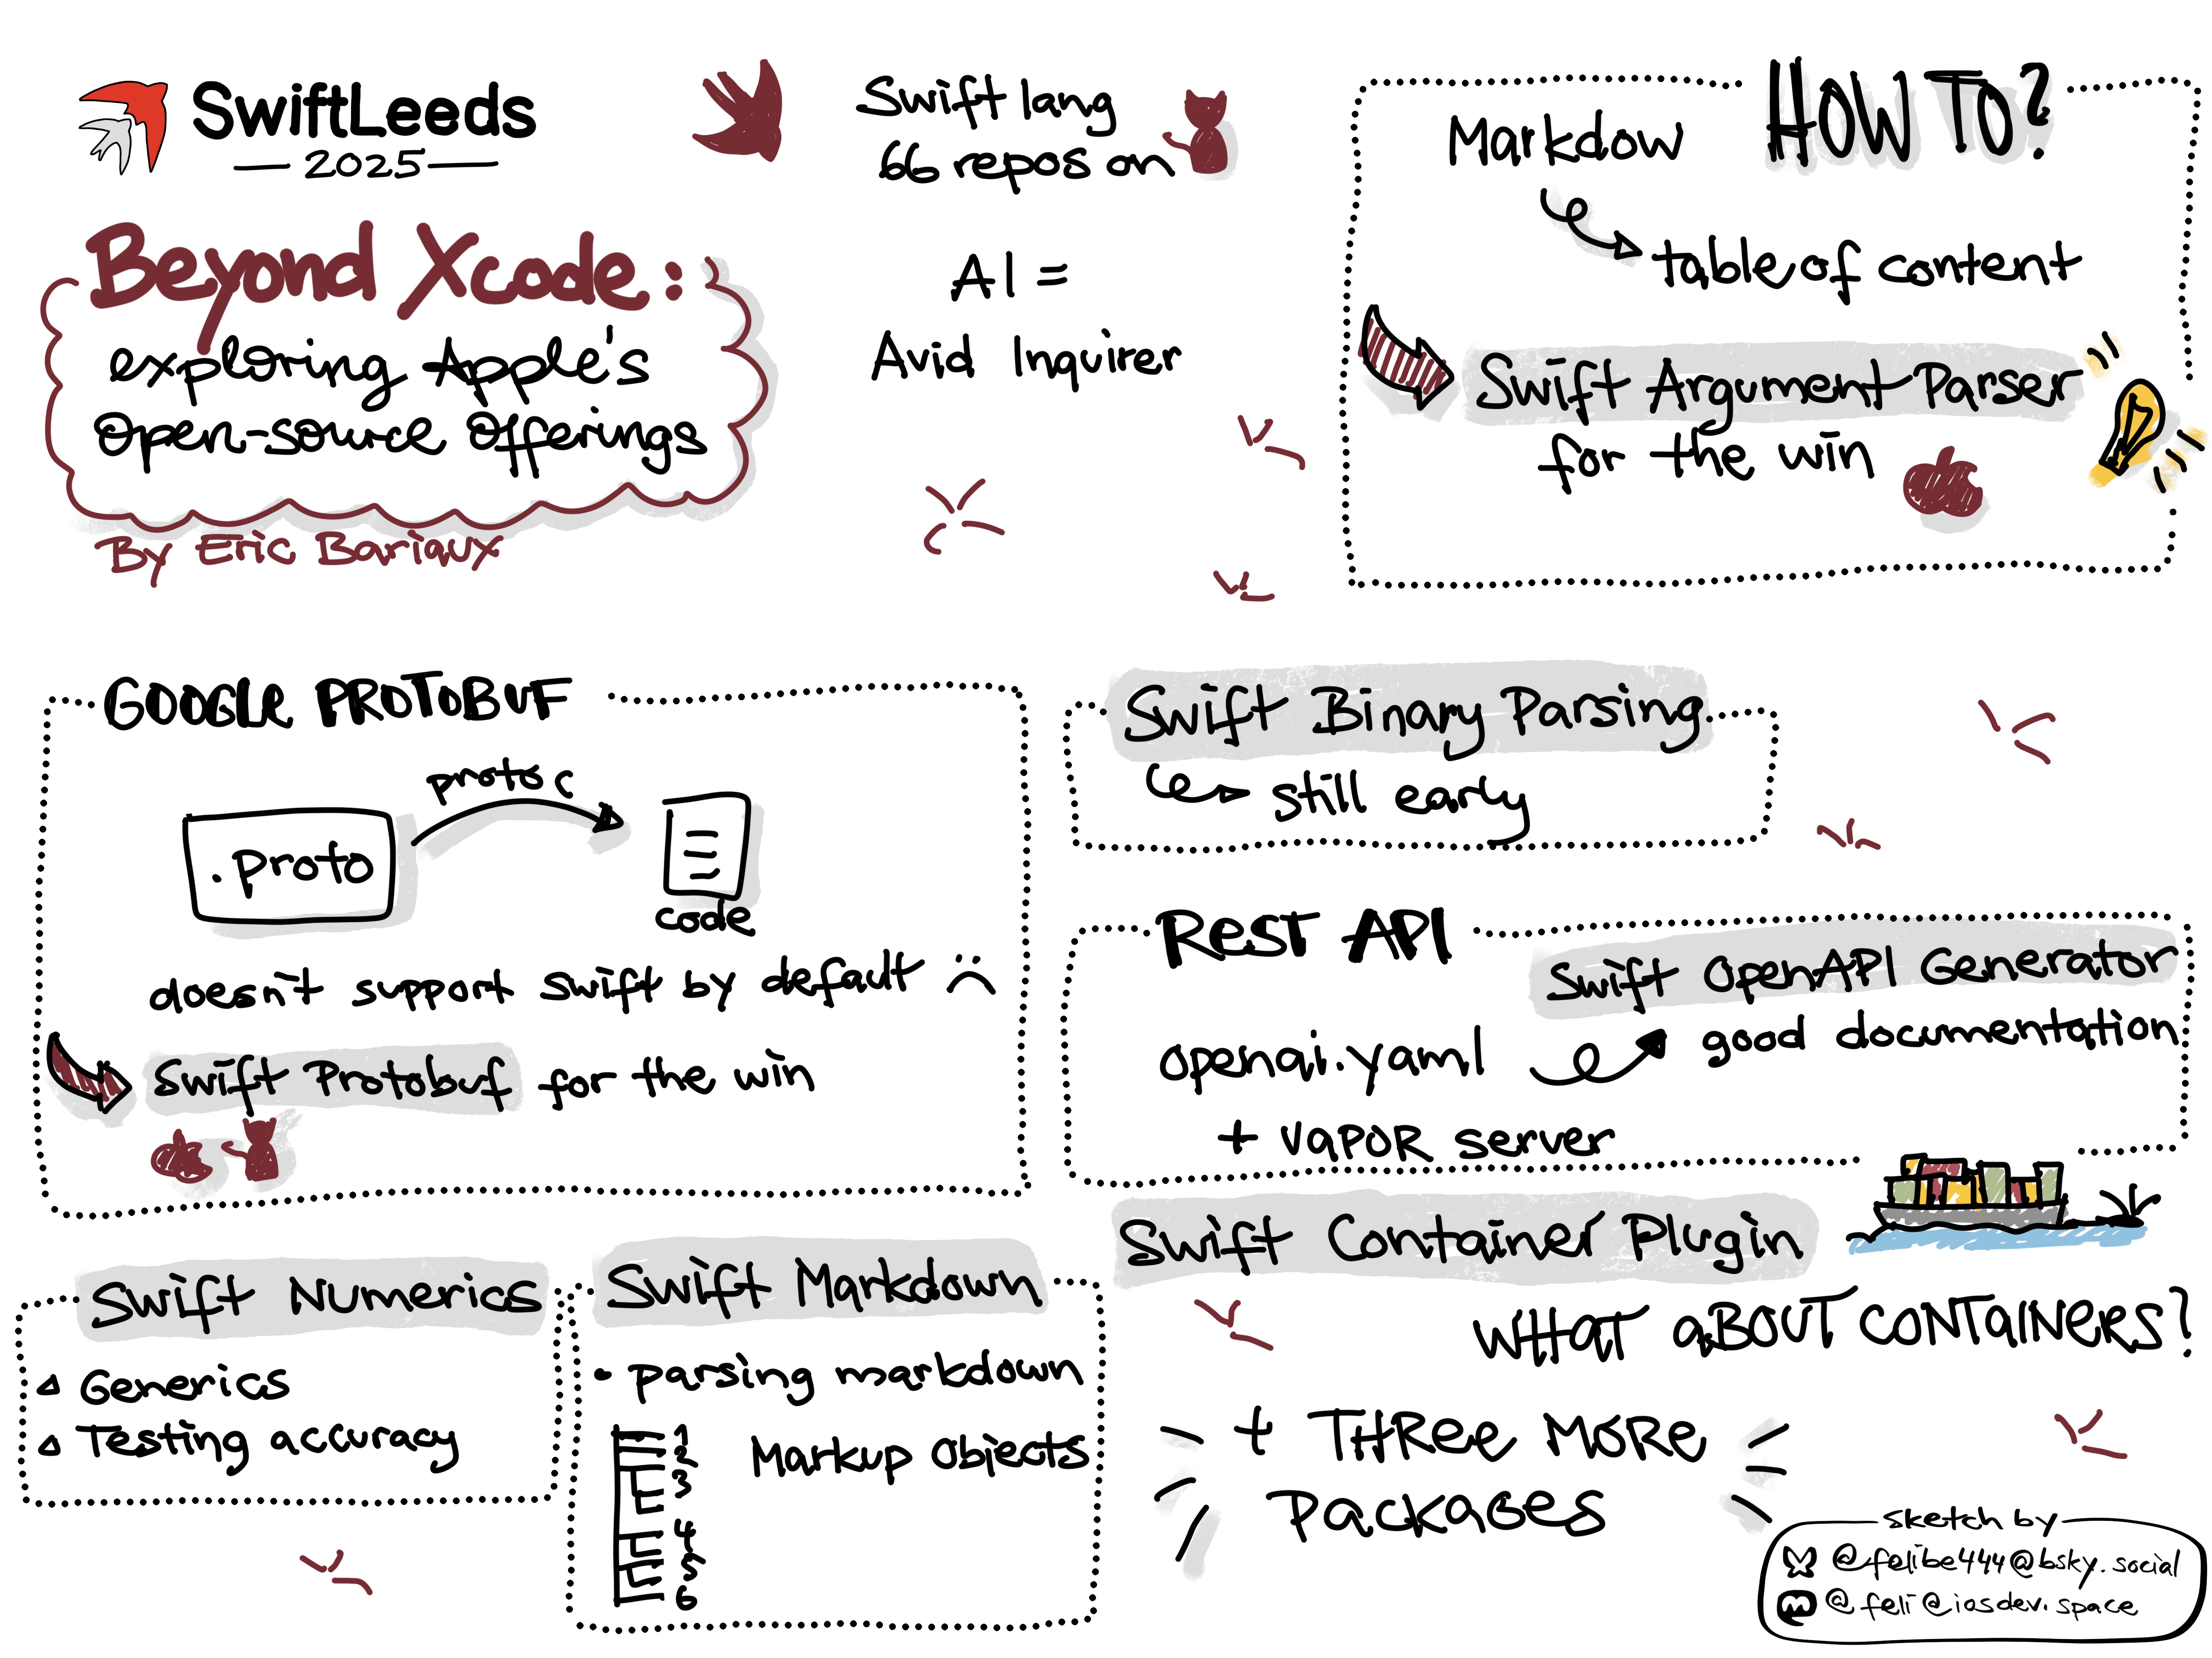 SwiftLeeds
2025
Beyond Xcode:
exploring Apple's
open-source offerings
By Eric Bariaux
Swift lang
66 repos on
AI =
Avid Inquirer
HOW TO?
Markdow
table of content
Swift Argument Parser
for the win
GOOGLE PROTOBUF
protoc
.proto
code
doesn't support Swift by default :(
Swift Protobuf for the win
Swift Binary Parsing
still early
REST API
Swift OpenAPI Generator
good documentation
openai.yaml
+ VAPOR server
Swift Numerics
Generics
Testing accuracy
Swift Markdown
• parsing markdown
Markup Objects
1
2
3
4
5
6
Swift Container Plugin
WHAT ABOUT CONTAINERS?
+ THREE MORE
PACKAGES
sketch by
@felibe444@bsky.social
@feli@iosdev.space